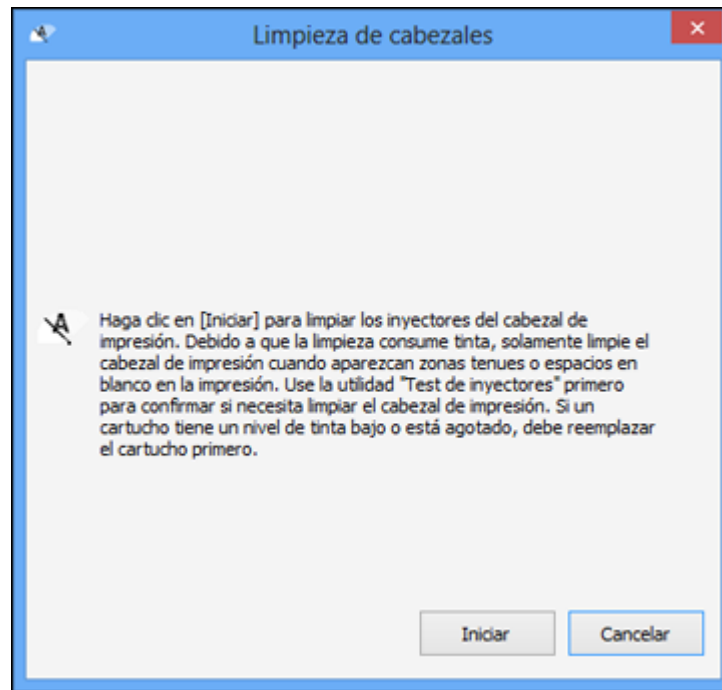 Limpieza de cabezales
Haga clic en [Iniciar] para limpiar los inyectores del cabezal de
impresión. Debido a que la limpieza consume tinta, solamente limpie el
cabezal de impresión cuando aparezcan zonas tenues o espacios en
blanco en la impresión. Use la utilidad "Test de inyectores" primero
para confirmar si necesita limpiar el cabezal de impresión. Si un
cartucho tiene un nivel de tinta bajo o está agotado, debe reemplazar
el cartucho primero.
Iniciar Cancelar